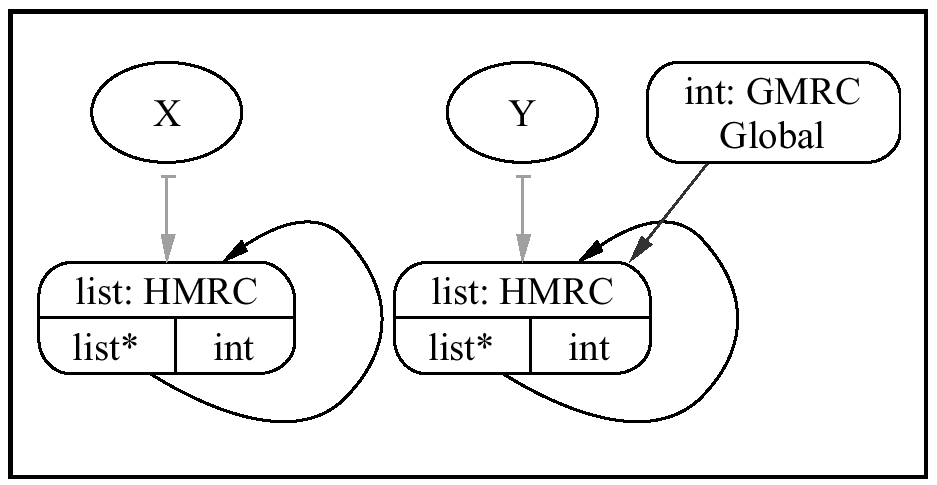 X
Y
int: GMRC
Global
list: HMRC
list*
int
list: HMRC
list*
int